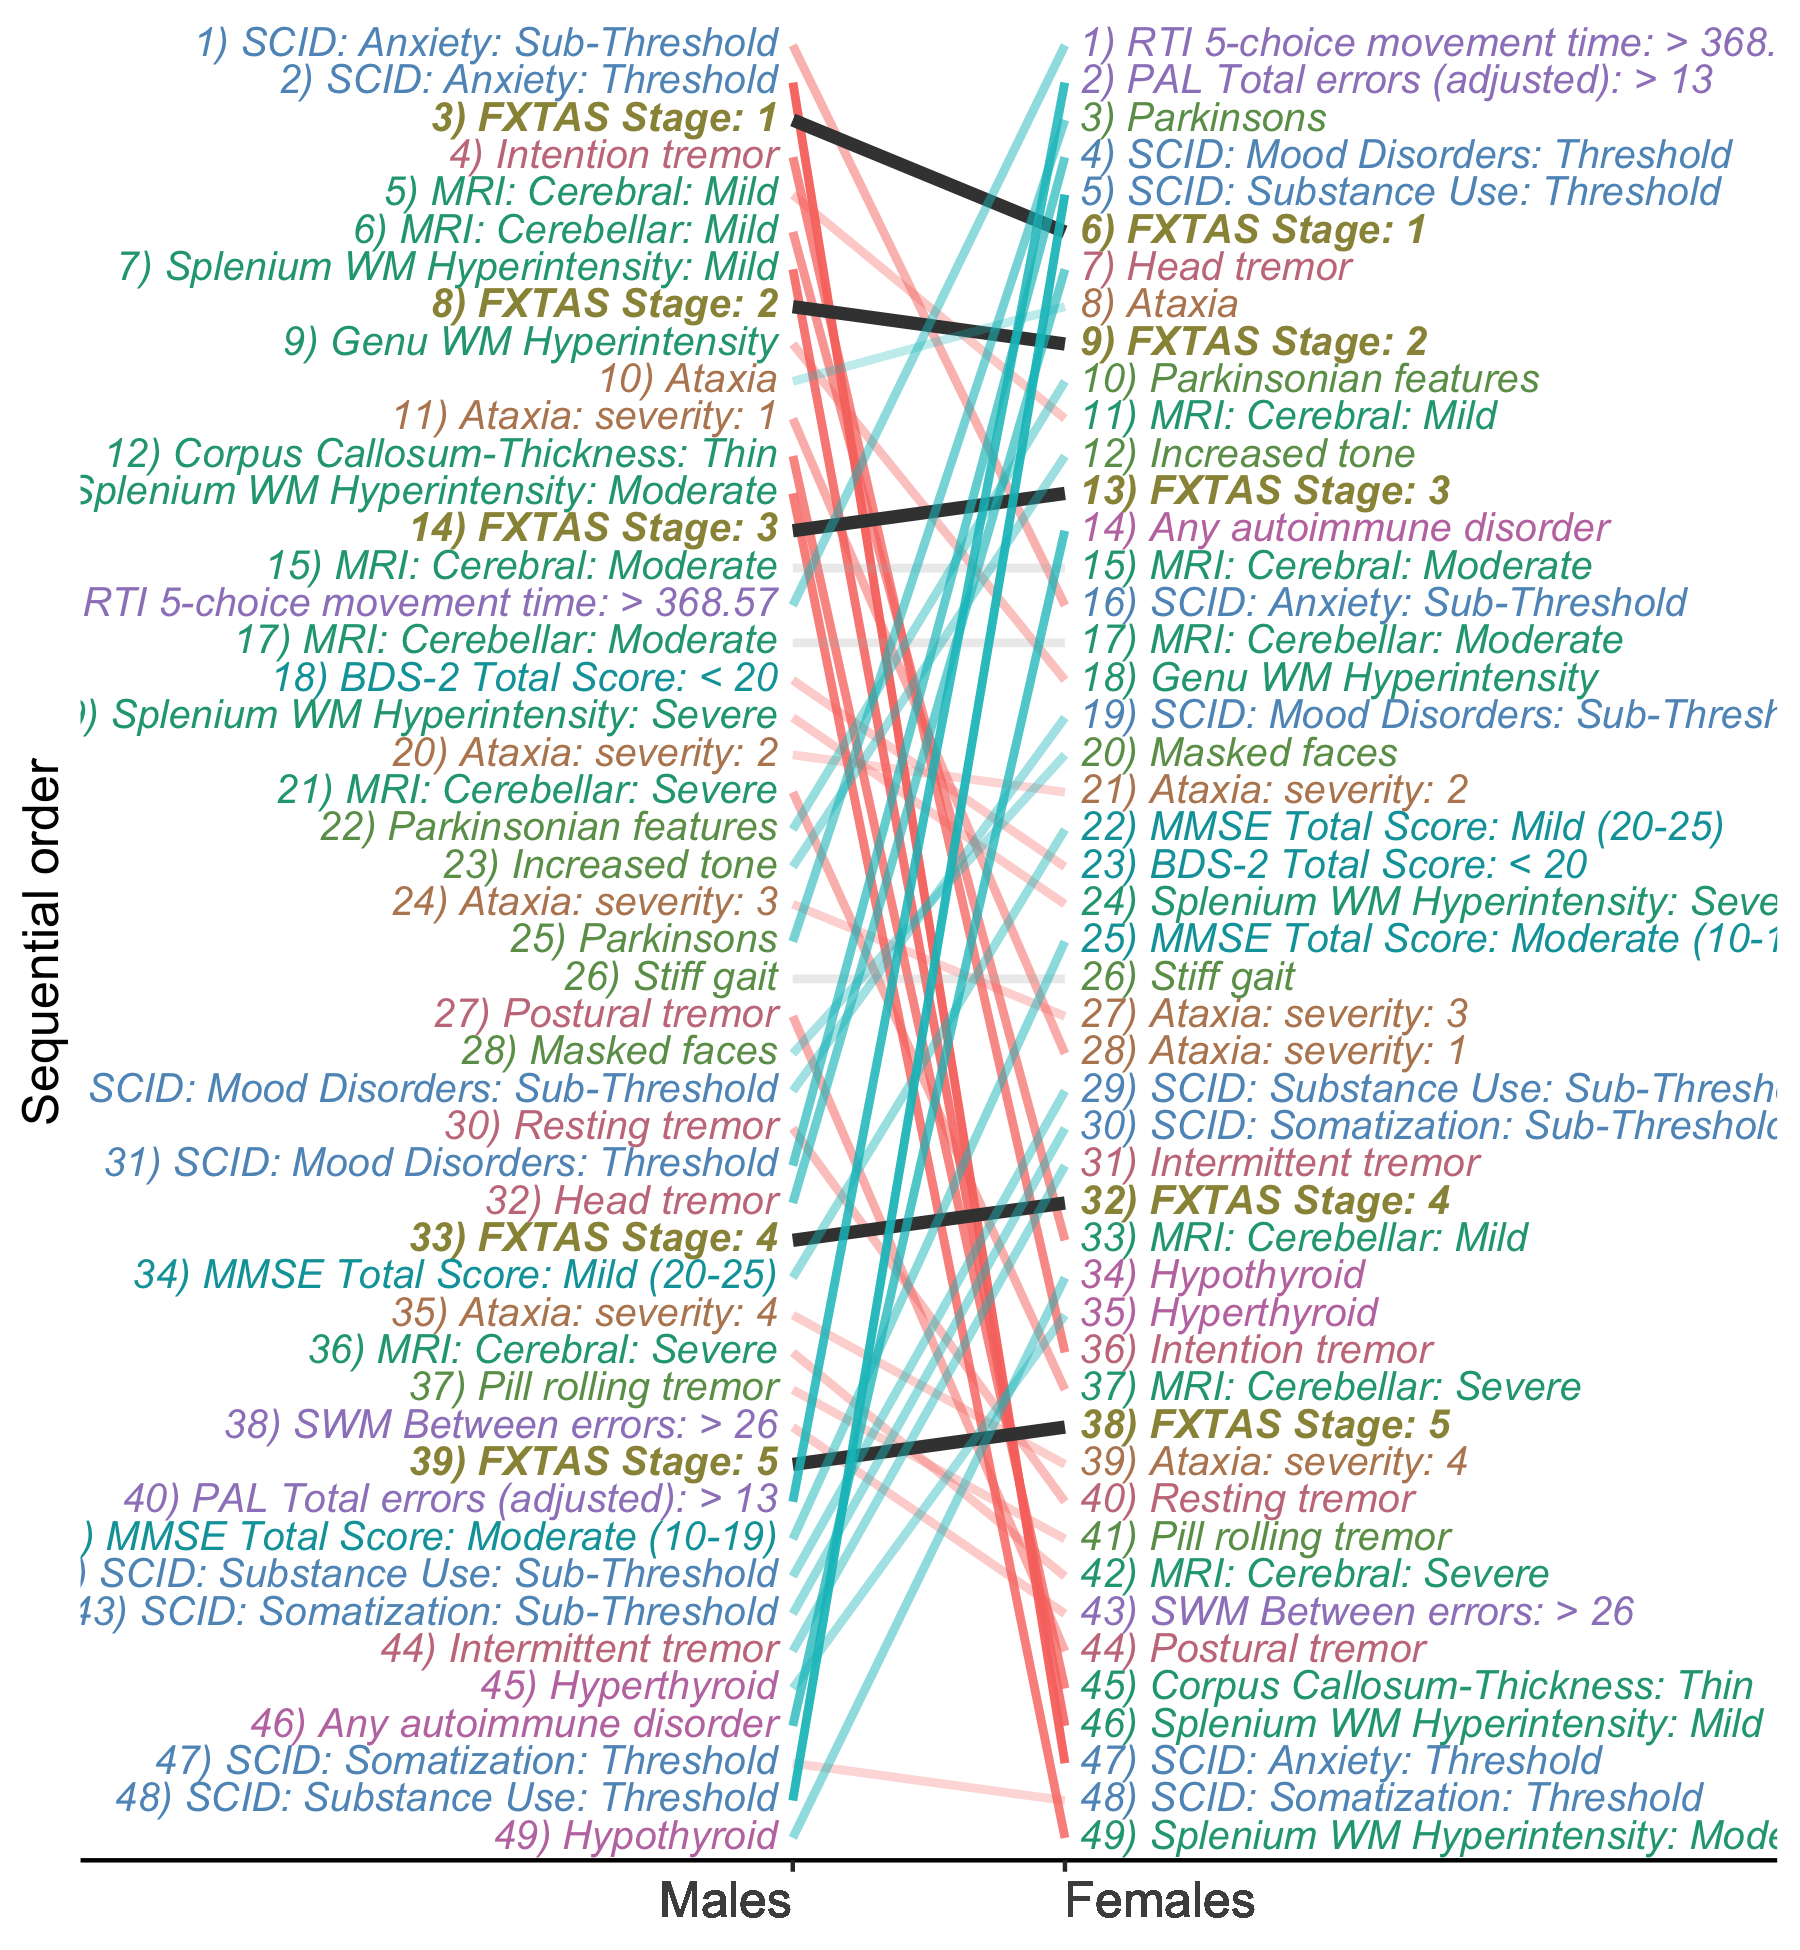 1) SCID: Anxiety: Sub-Threshold
2) SCID: Anxiety: Threshold
3) FXTAS Stage: 1
4) Intention tremor
5) MRI: Cerebral: Mild
6) MRI: Cerebellar: Mild
7) Splenium WM Hyperintensity: Mild
8) FXTAS Stage: 2
9) Genu WM Hyperintensity
10) Ataxia
11) Ataxia: severity: 1
12) Corpus Callosum-Thickness: Thin
Splenium WM Hyperintensity: Moderate
14) FXTAS Stage: 3
15) MRI: Cerebral: Moderate
RTI 5-choice movement time: > 368.57
17) MRI: Cerebellar: Moderate
18) BDS-2 Total Score: < 20
) Splenium WM Hyperintensity: Severe
20) Ataxia: severity: 2
21) MRI: Cerebellar: Severe
22) Parkinsonian features
23) Increased tone
24) Ataxia: severity: 3
25) Parkinsons
26) Stiff gait
27) Postural tremor
28) Masked faces
SCID: Mood Disorders: Sub-Threshold
30) Resting tremor
31) SCID: Mood Disorders: Threshold
32) Head tremor
33) FXTAS Stage: 4
34) MMSE Total Score: Mild (20-25)
35) Ataxia: severity: 4
36) MRI: Cerebral: Severe
37) Pill rolling tremor
38) SWM Between errors: > 26
39) FXTAS Stage: 5
40) PAL Total errors (adjusted): > 13
) MMSE Total Score: Moderate (10-19)
) SCID: Substance Use: Sub-Threshold
43) SCID: Somatization: Sub-Threshold
44) Intermittent tremor
45) Hyperthyroid
46) Any autoimmune disorder
47) SCID: Somatization: Threshold
48) SCID: Substance Use: Threshold
49) Hypothyroid
1) RTI 5-choice movement time: > 368.
2) PAL Total errors (adjusted): > 13
3) Parkinsons
4) SCID: Mood Disorders: Threshold
5) SCID: Substance Use: Threshold
6) FXTAS Stage: 1
7) Head tremor
8) Ataxia
9) FXTAS Stage: 2
10) Parkinsonian features
11) MRI: Cerebral: Mild
12) Increased tone
13) FXTAS Stage: 3
14) Any autoimmune disorder
15) MRI: Cerebral: Moderate
16) SCID: Anxiety: Sub-Threshold
17) MRI: Cerebellar: Moderate
18) Genu WM Hyperintensity
19) SCID: Mood Disorders: Sub-Thresh
20) Masked faces
21) Ataxia: severity: 2
22) MMSE Total Score: Mild (20-25)
23) BDS-2 Total Score: < 20
24) Splenium WM Hyperintensity: Seve
25) MMSE Total Score: Moderate (10-1
26) Stiff gait
27) Ataxia: severity: 3
28) Ataxia: severity: 1
29) SCID: Substance Use: Sub-Thresh
30) SCID: Somatization: Sub-Threshold
31) Intermittent tremor
32) FXTAS Stage: 4
33) MRI: Cerebellar: Mild
34) Hypothyroid
35) Hyperthyroid
36) Intention tremor
37) MRI: Cerebellar: Severe
38) FXTAS Stage: 5
39) Ataxia: severity: 4
40) Resting tremor
41) Pill rolling tremor
42) MRI: Cerebral: Severe
43) SWM Between errors: > 26
44) Postural tremor
45) Corpus Callosum-Thickness: Thin
46) Splenium WM Hyperintensity: Mild
47) SCID: Anxiety: Threshold
48) SCID: Somatization: Threshold
49) Splenium WM Hyperintensity: Mode
Sequential order
Males
Females